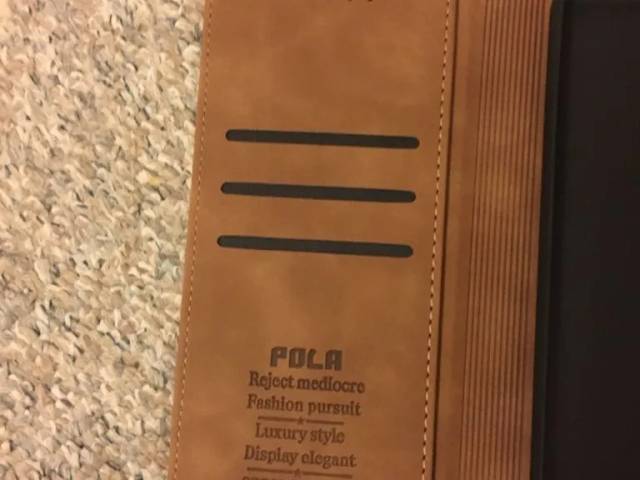 POLA
Reject mediocre
Fashion pursuit
Luxury style
Display elegant